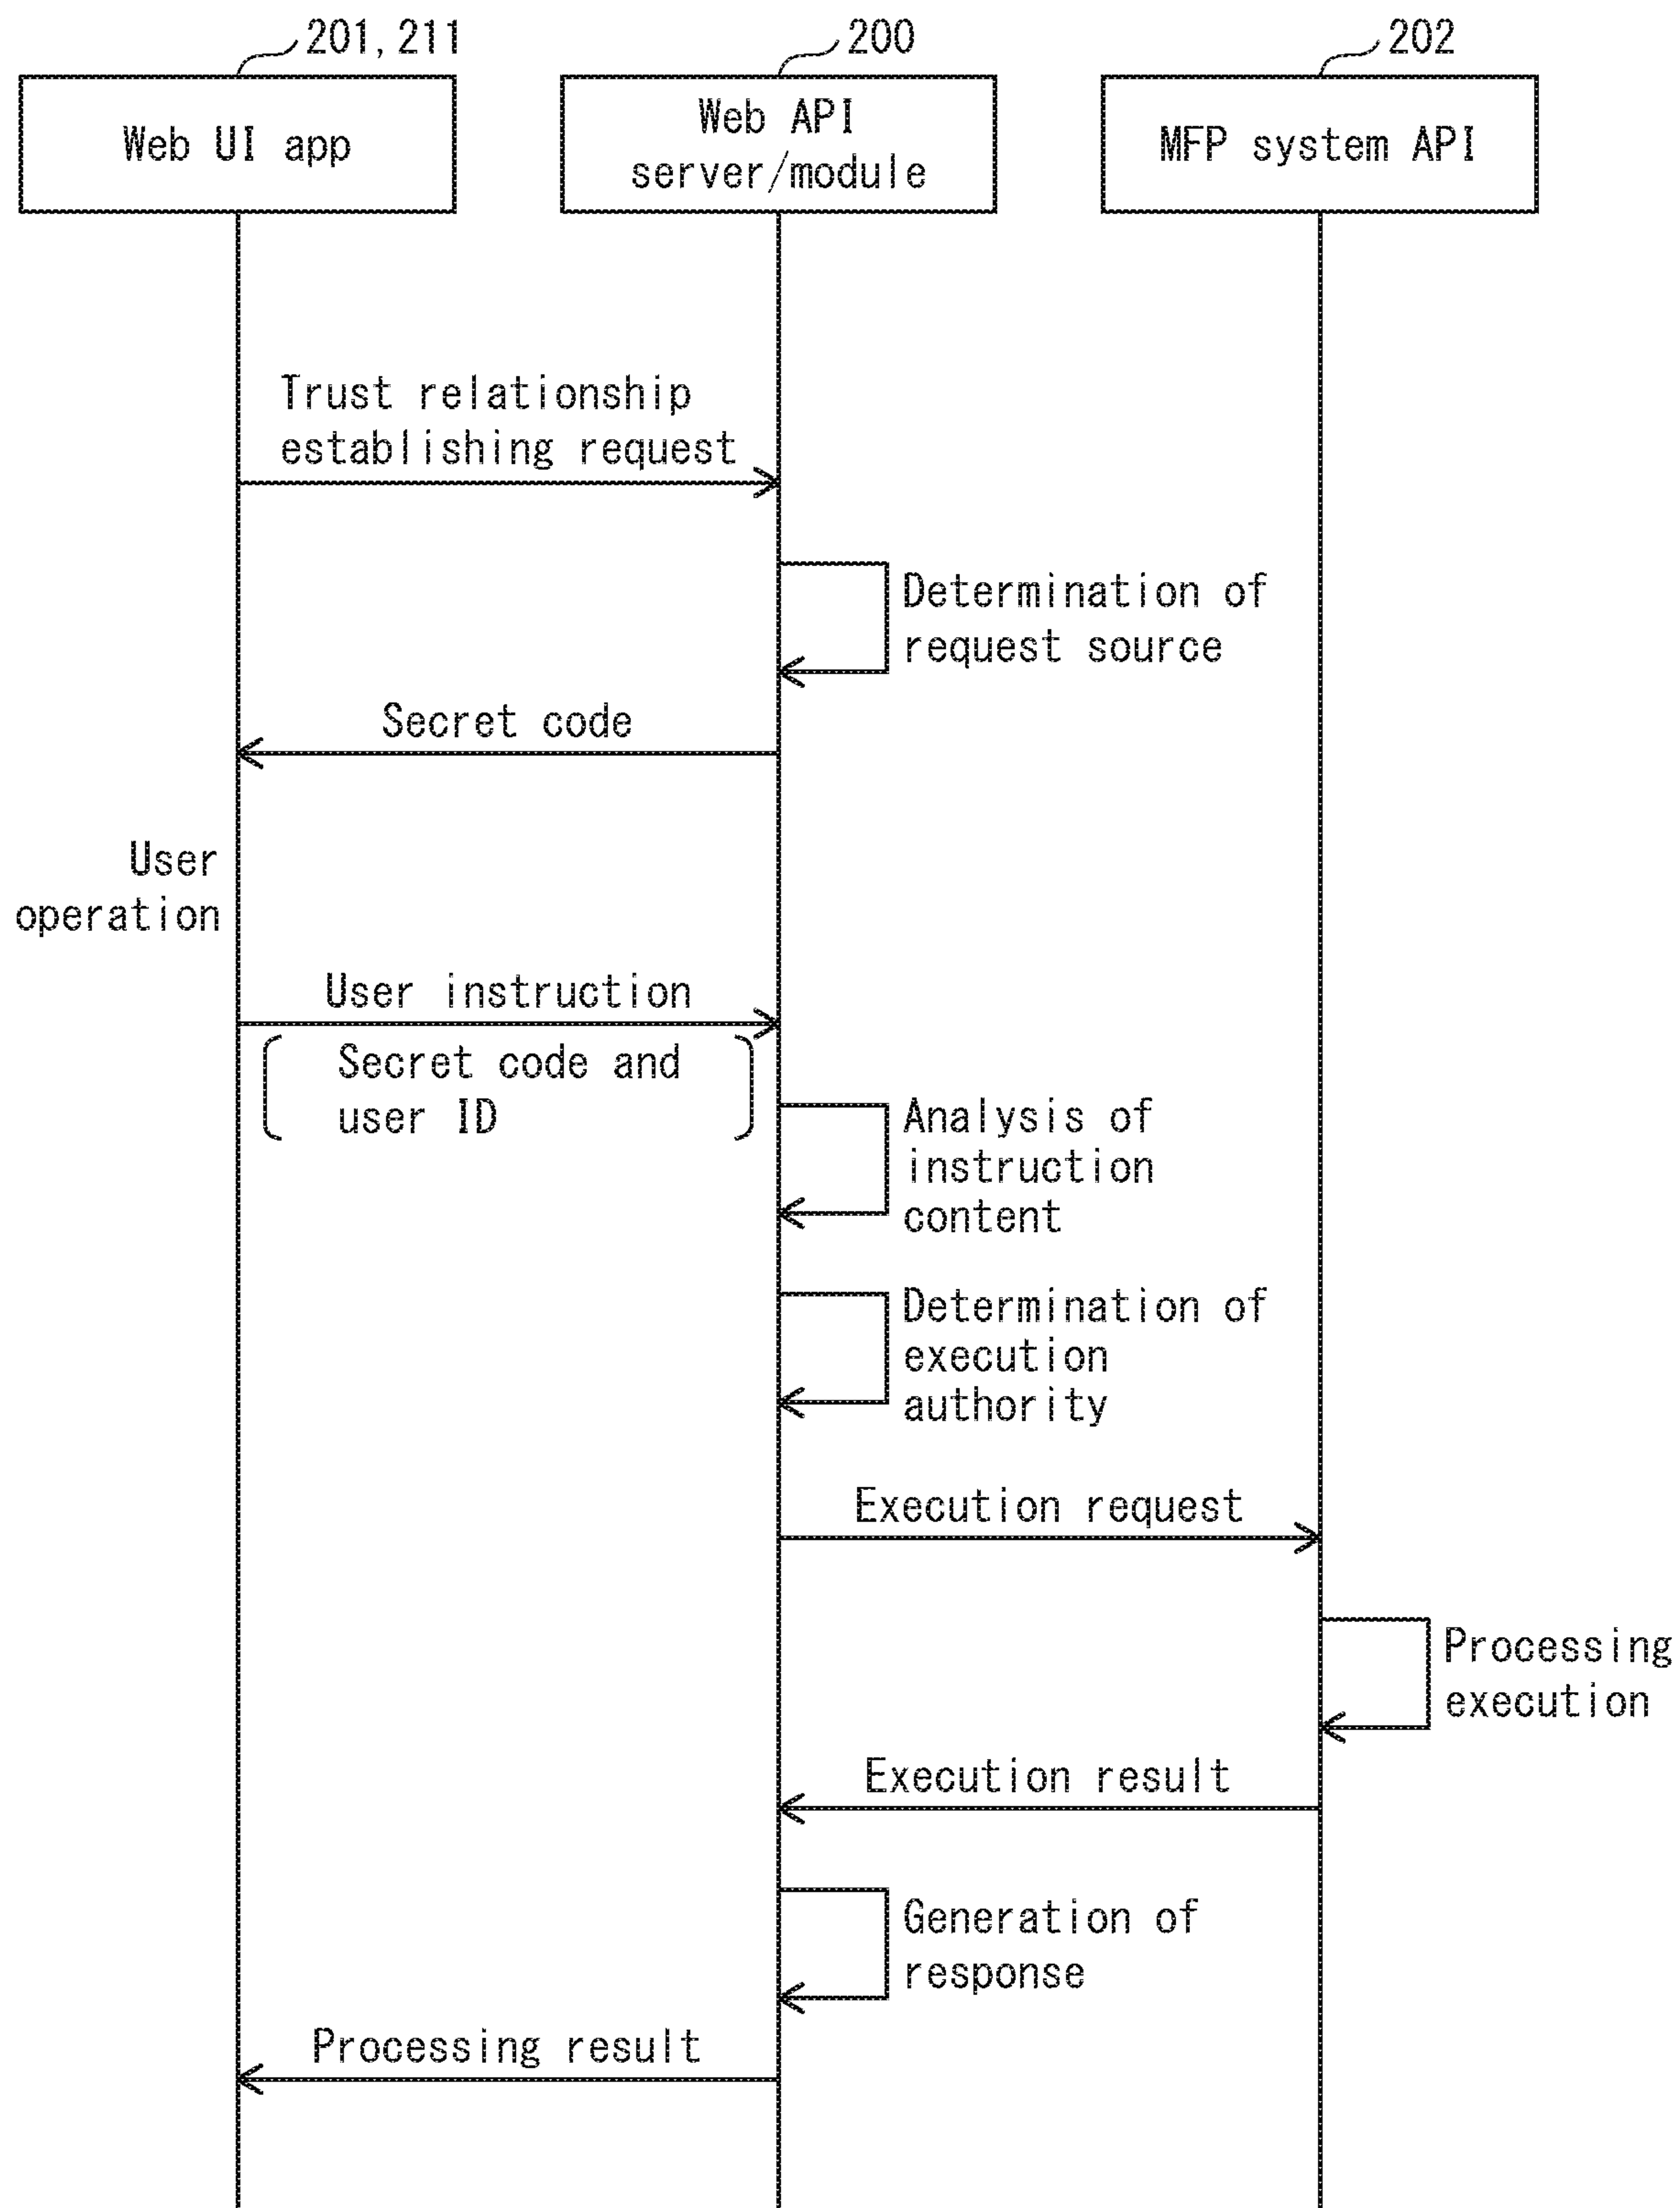 201, 211
200
202
Web UI app
Web API
server/module
MFP system API
Trust relationship
establishing request
Determination of
request source
Secret code
User
operation
User instruction
Secret code and
user ID
Analysis of
instruction
content
Determination of
execution
authority
Execution request
Processing
execution
Execution result
Generation of
response
Processing result